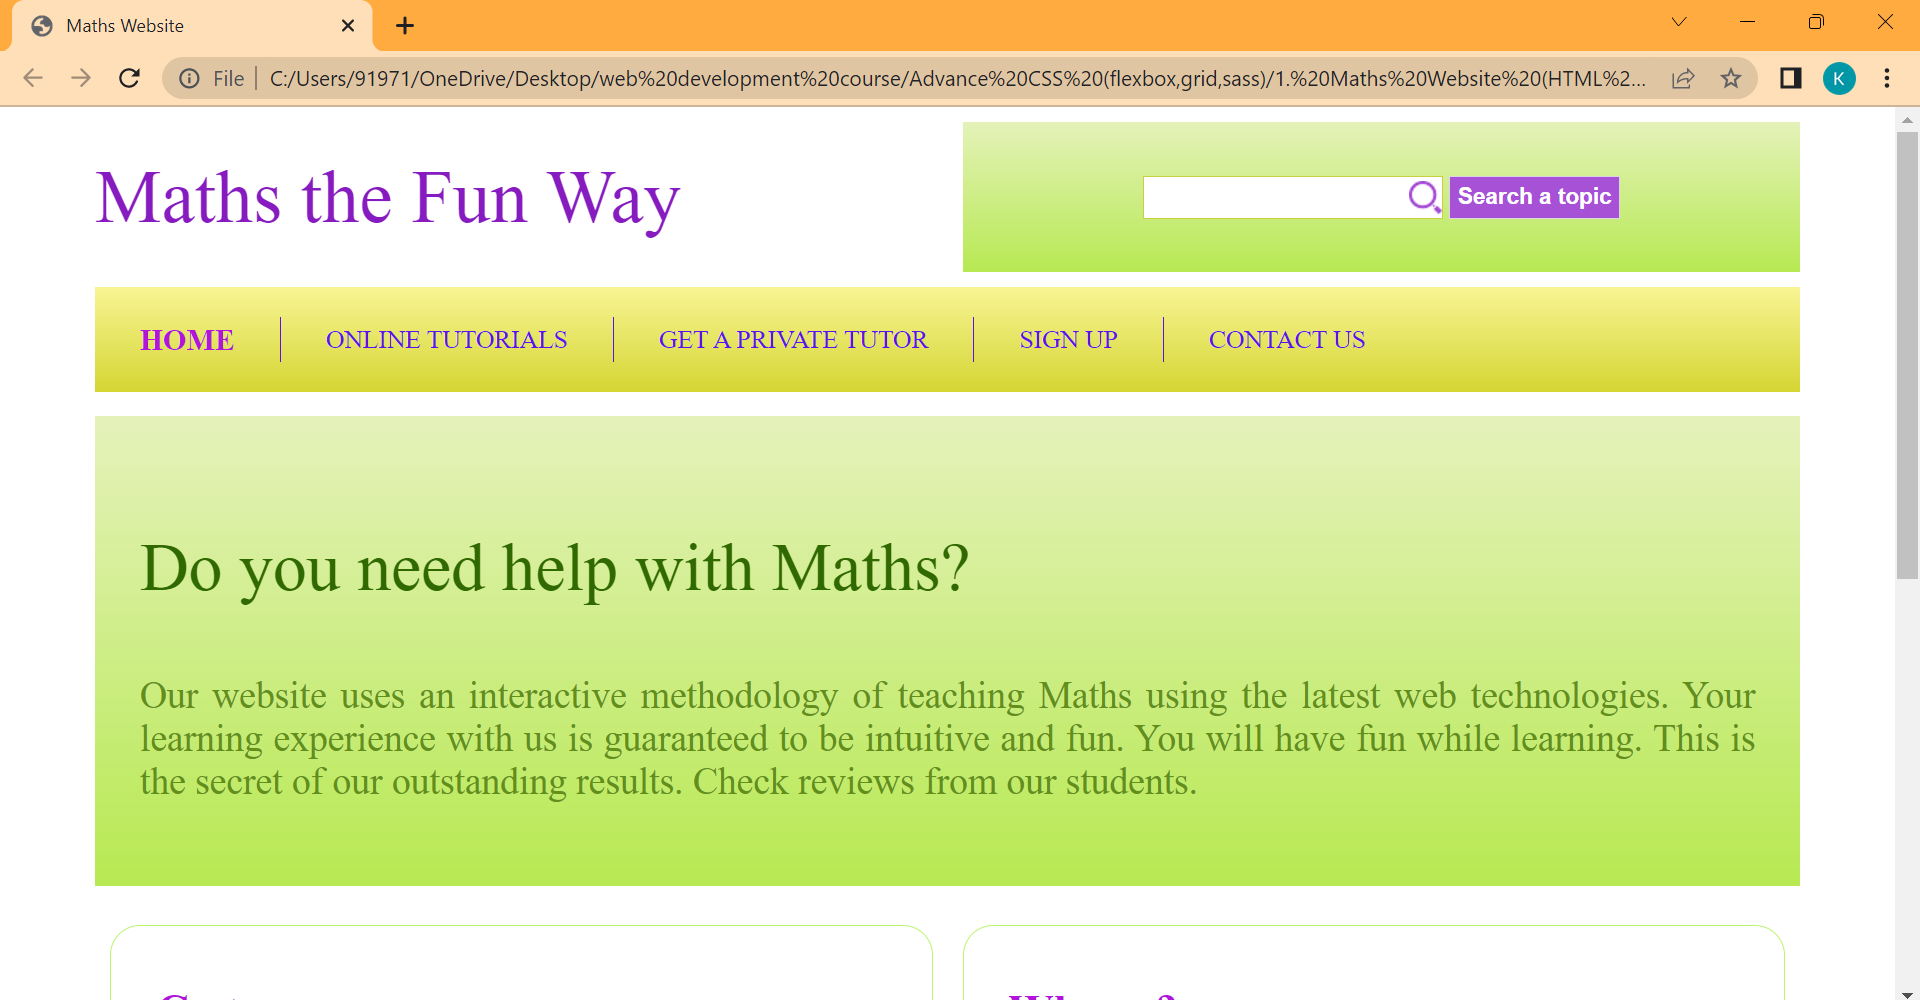 Maths Website
File
C:/Users/91971/OneDrive/Desktop/web%20development%20course/Advance%20CSS%20(flexbox,grid,sass)/1.%20Maths%20Website%20(HTML%2...
K
Maths the Fun Way
Search a topic
HOME
ONLINE TUTORIALS
GET A PRIVATE TUTOR
SIGN UP
CONTACT US
Do you need help with Maths?
Our website uses an interactive methodology of teaching Maths using the latest web technologies. Your
learning experience with us is guaranteed to be intuitive and fun. You will have fun while learning. This is
the secret of our outstanding results. Check reviews from our students.